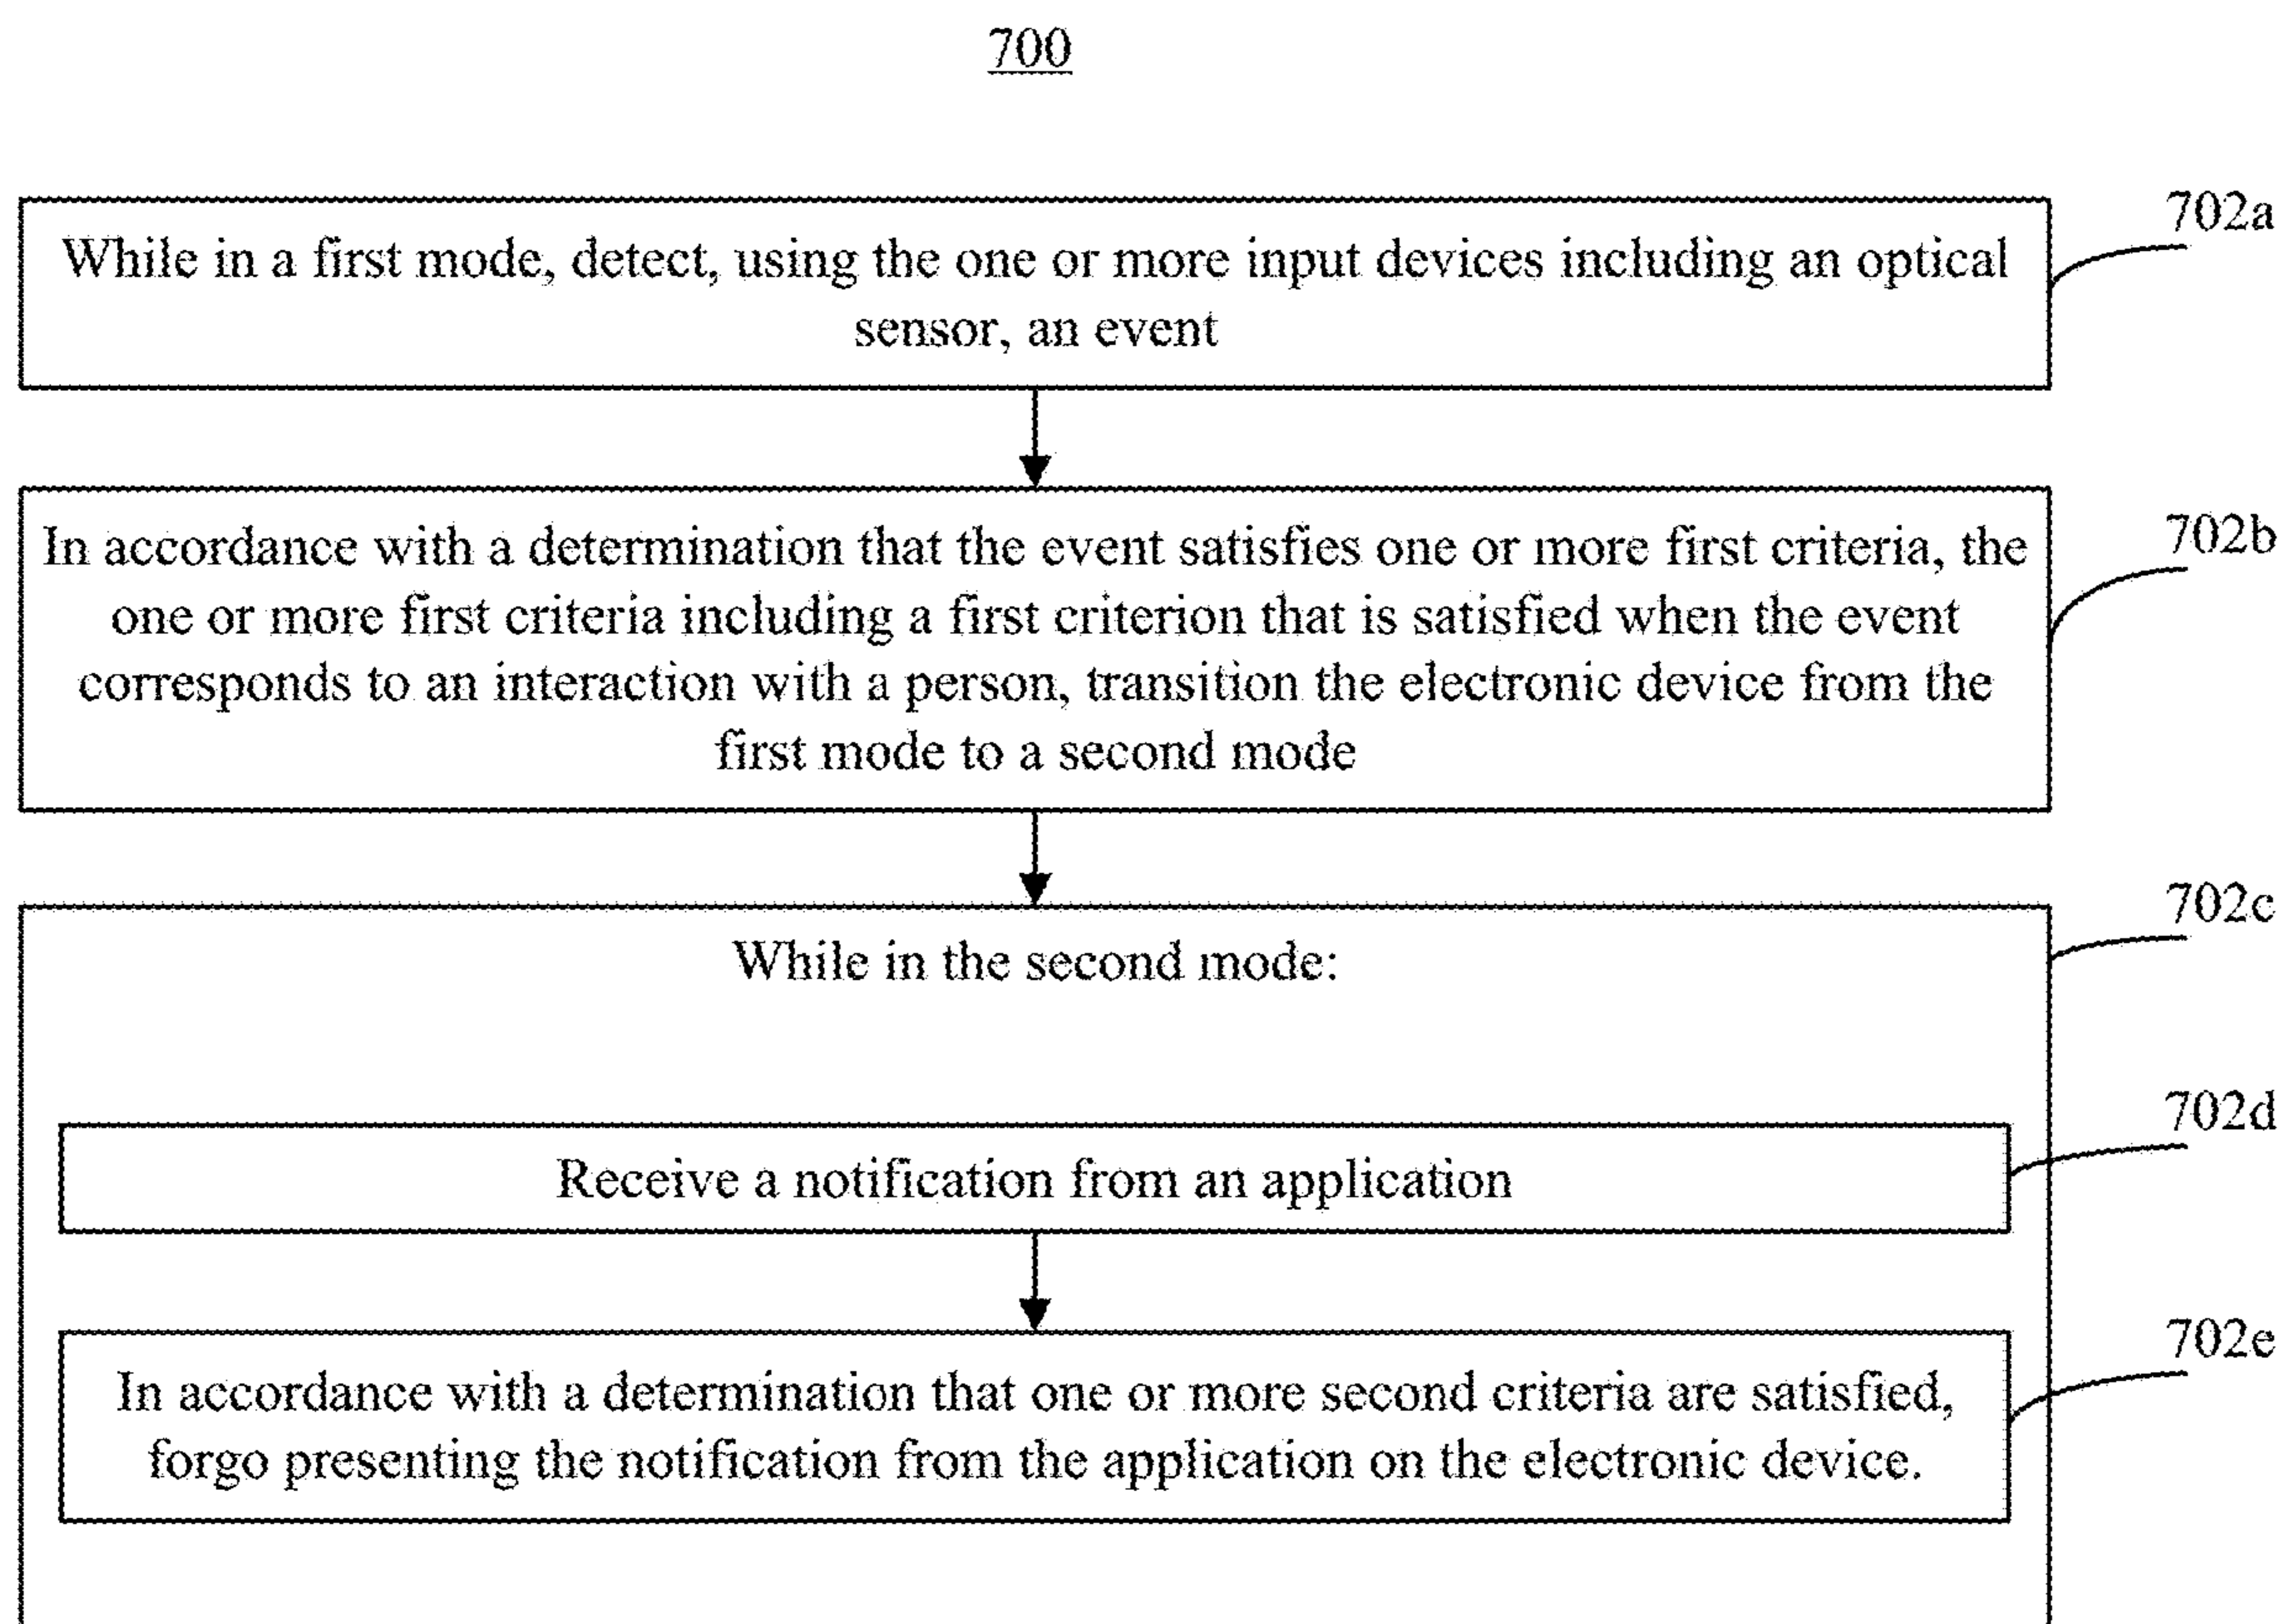 700
702a
While in a first mode, detect, using the one or more input devices including an optical
sensor, an event
702b
In accordance with a determination that the event satisfies one or more first criteria, the
one or more first criteria including a first criterion that is satisfied when the event
corresponds to an interaction with a person, transition the electronic device from the
first mode to a second mode
702c
While in the second mode:
702d
Receive a notification from an application
702e
In accordance with a determination that one or more second criteria are satisfied,
forgo presenting the notification from the application on the electronic device.